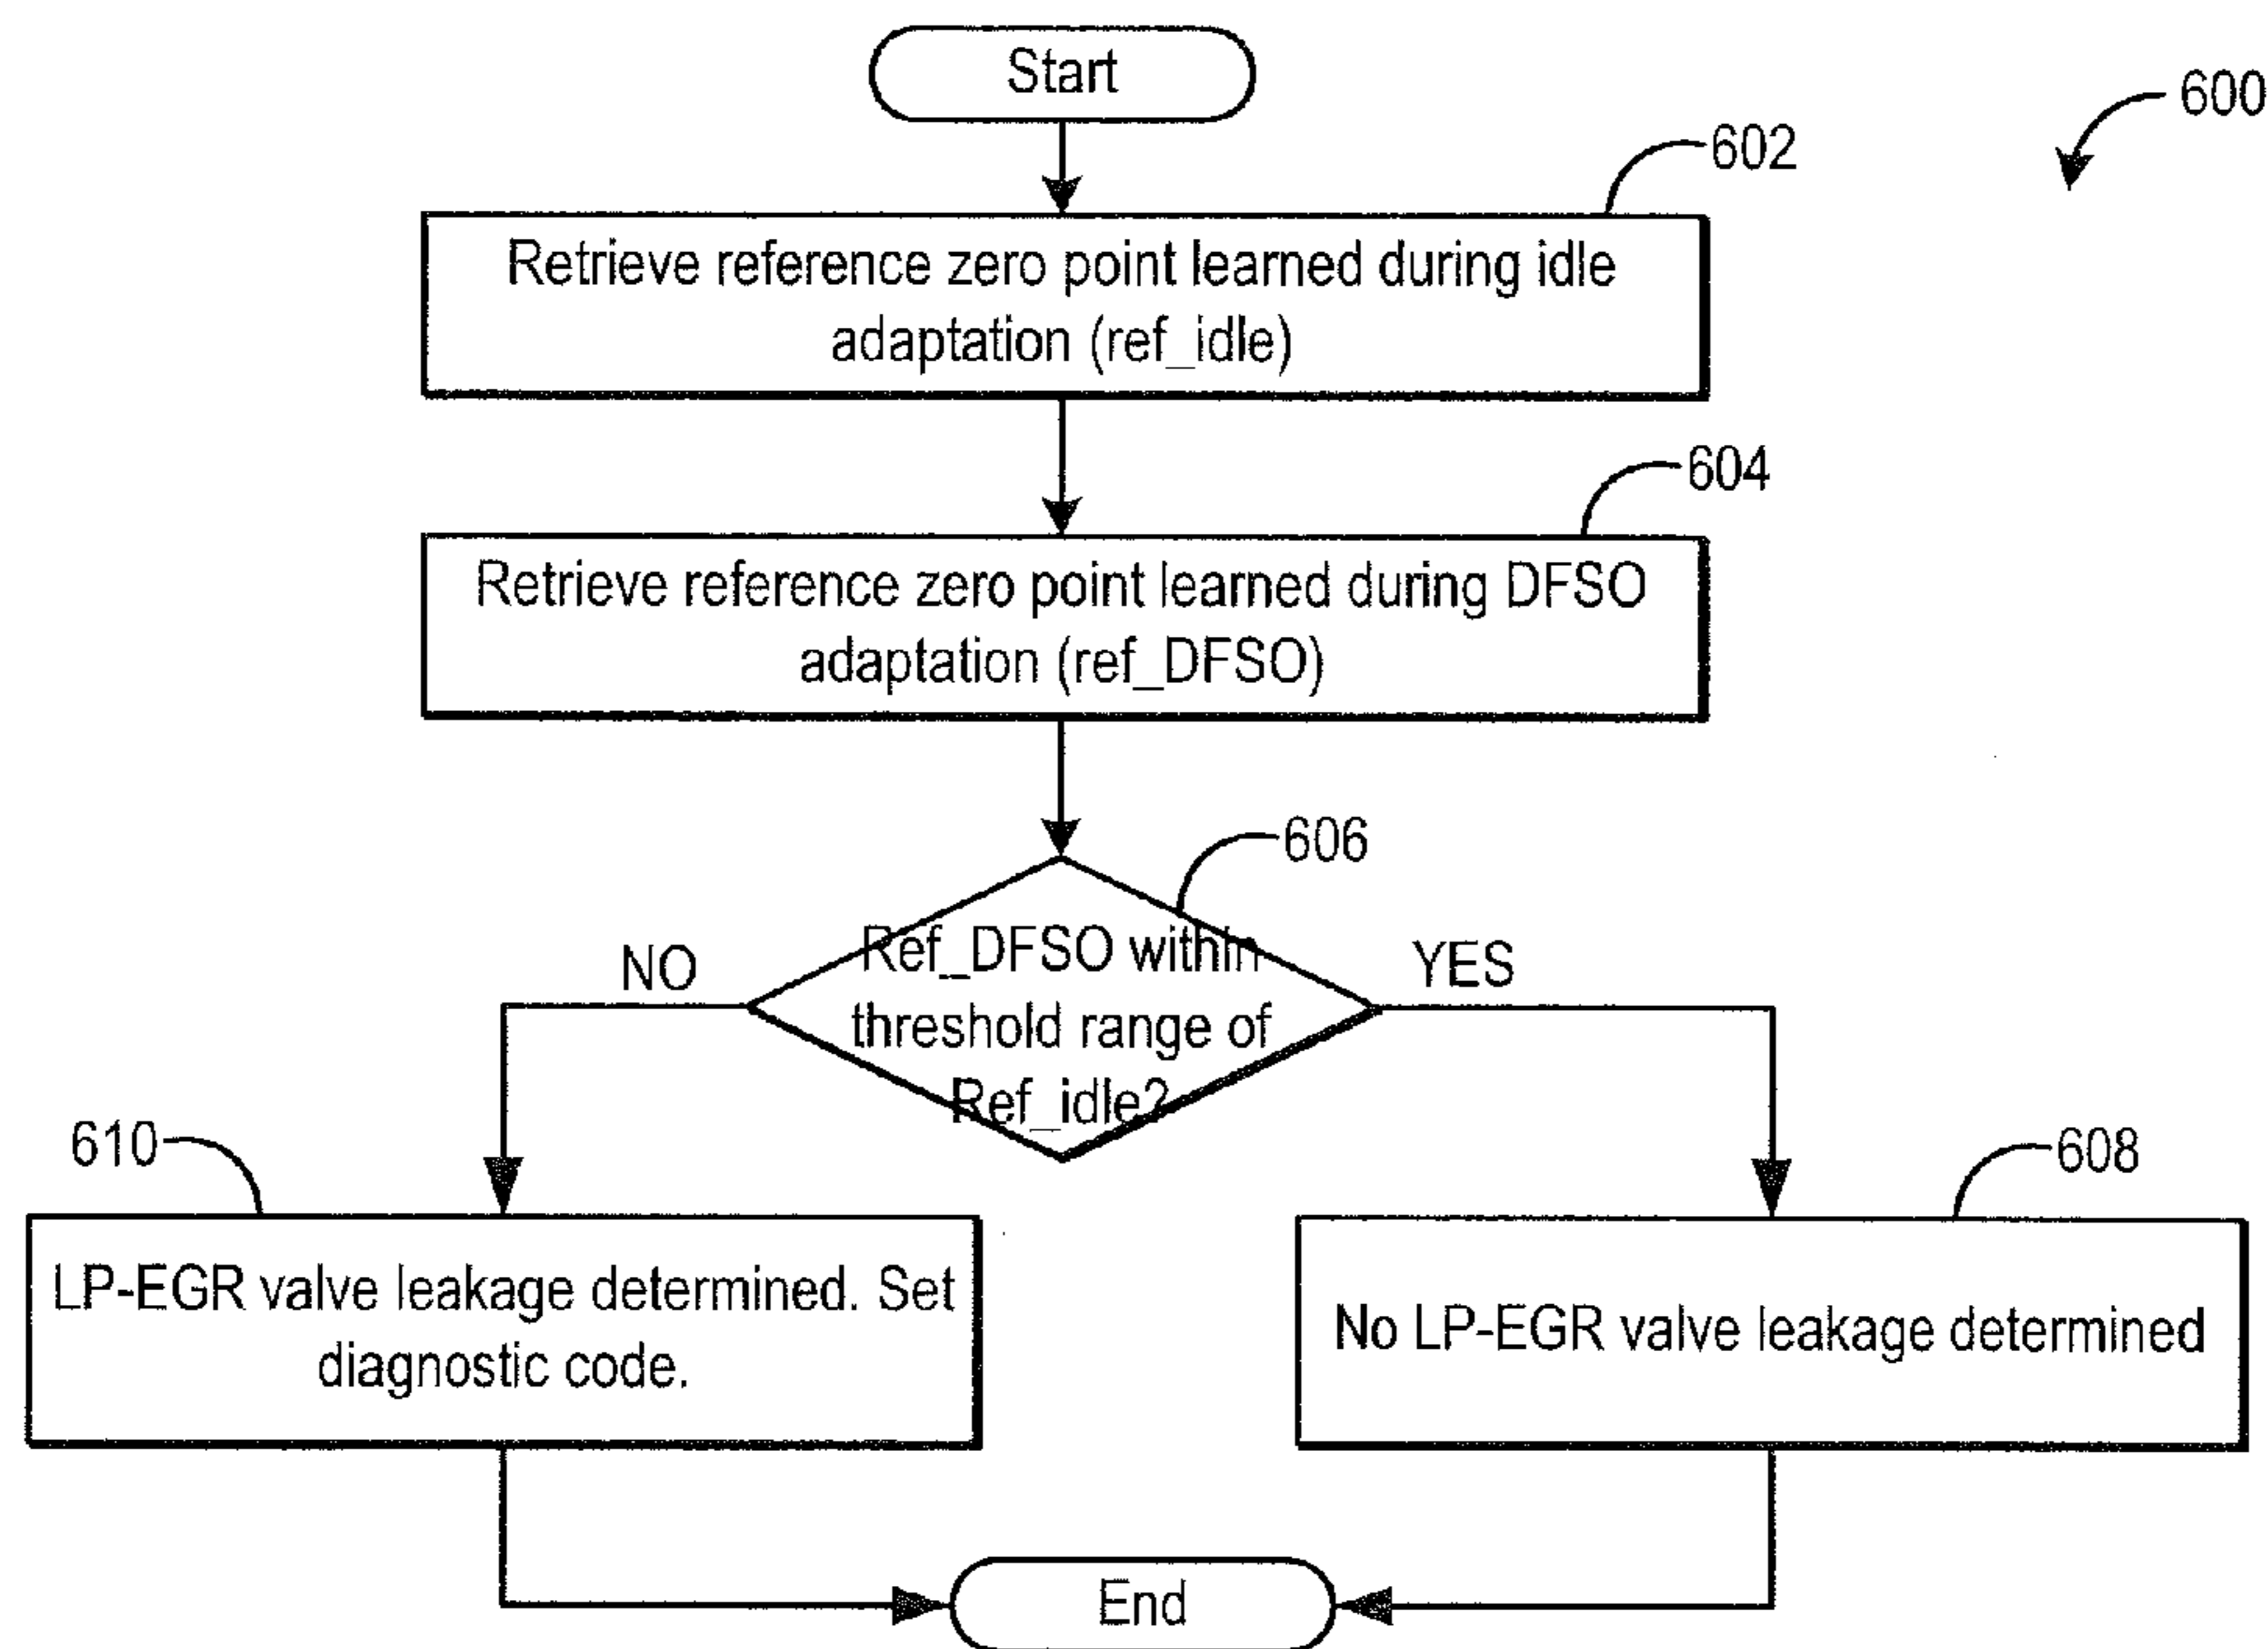 Start
600
602
Retrieve reference zero point learned during idle
adaptation (ref_idle)
604
Retrieve reference zero point learned during DFSO
adaptation (ref_DFSO)
606
Ref_DFSO within
threshold range of
Ref_idle?
NO
YES
610
608
LP-EGR valve leakage determined. Set
diagnostic code.
No LP-EGR valve leakage determined
End